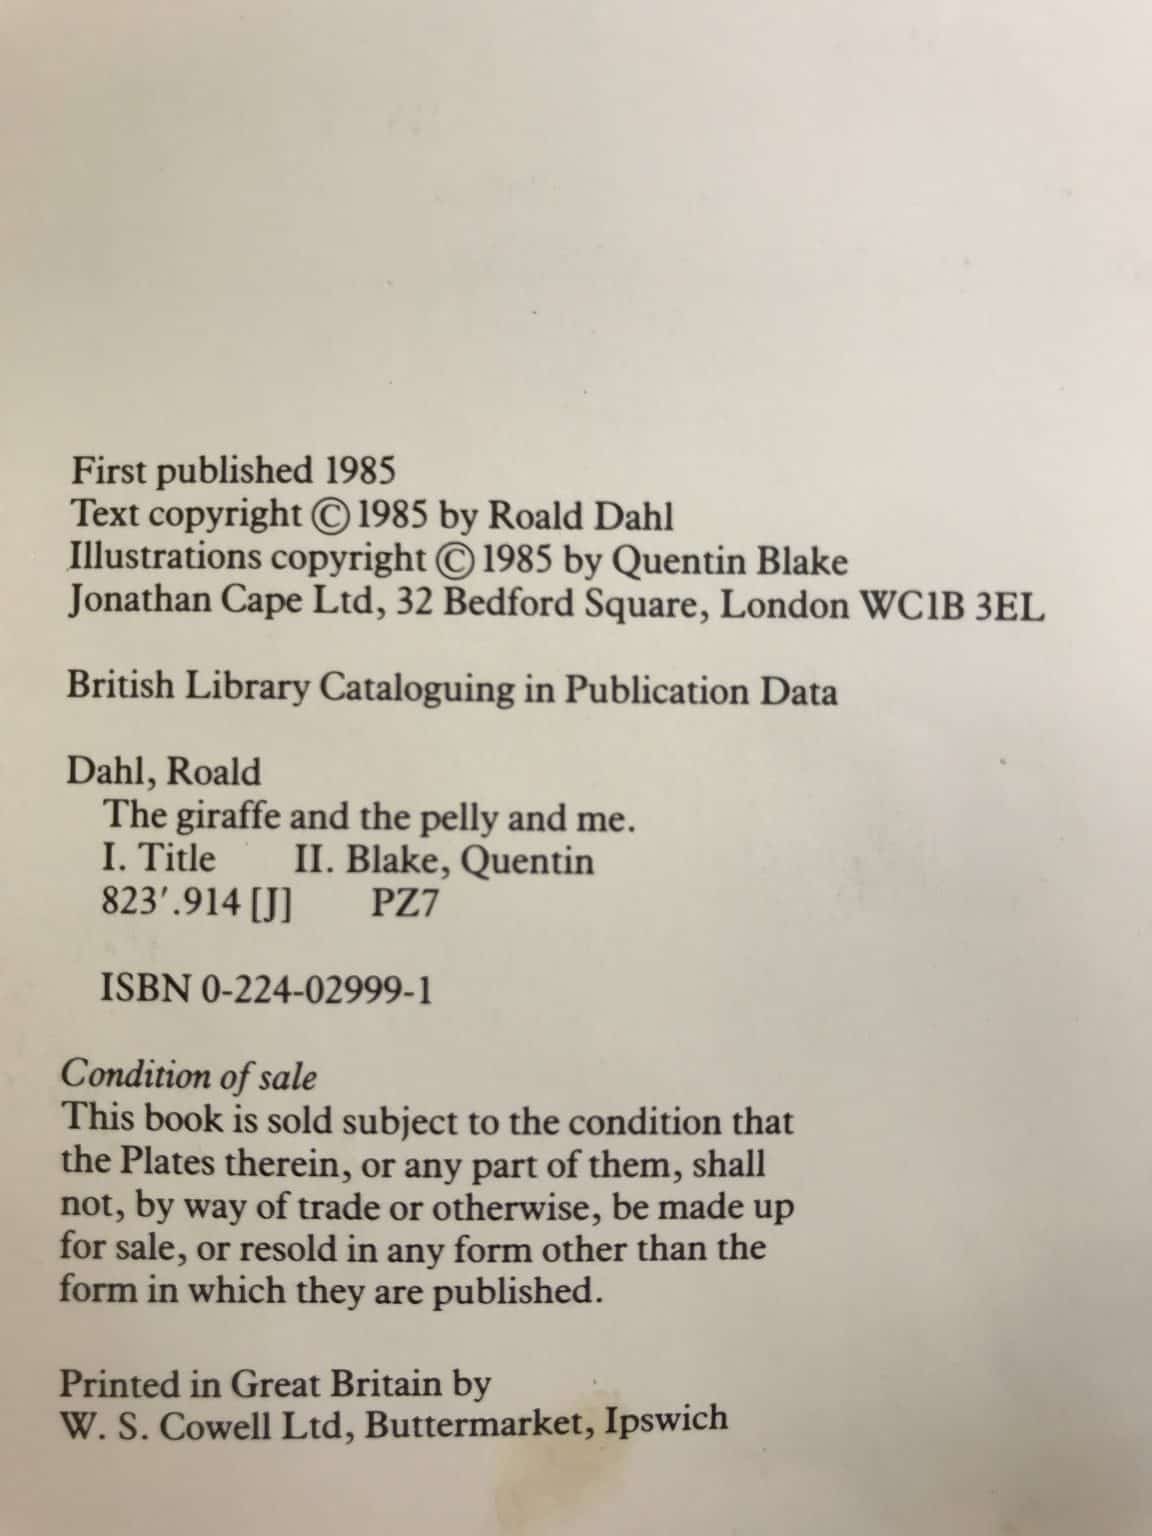 First published 1985
Text copyright © 1985 by Roald Dahl
Illustrations copyright © 1985 by Quentin Blake
Jonathan Cape Ltd, 32 Bedford Square, London WC1B 3EL
British Library Cataloguing in Publication Data
Dahl, Roald
The giraffe and the pelly and me.
I. Title II. Blake, Quentin
823′.914 [J] PZ7
ISBN 0-224-02999-1
Condition of sale
This book is sold subject to the condition that
the Plates therein, or any part of them, shall
not, by way of trade or otherwise, be made up
for sale, or resold in any form other than the
form in which they are published.
Printed in Great Britain by
W. S. Cowell Ltd, Buttermarket, Ipswich